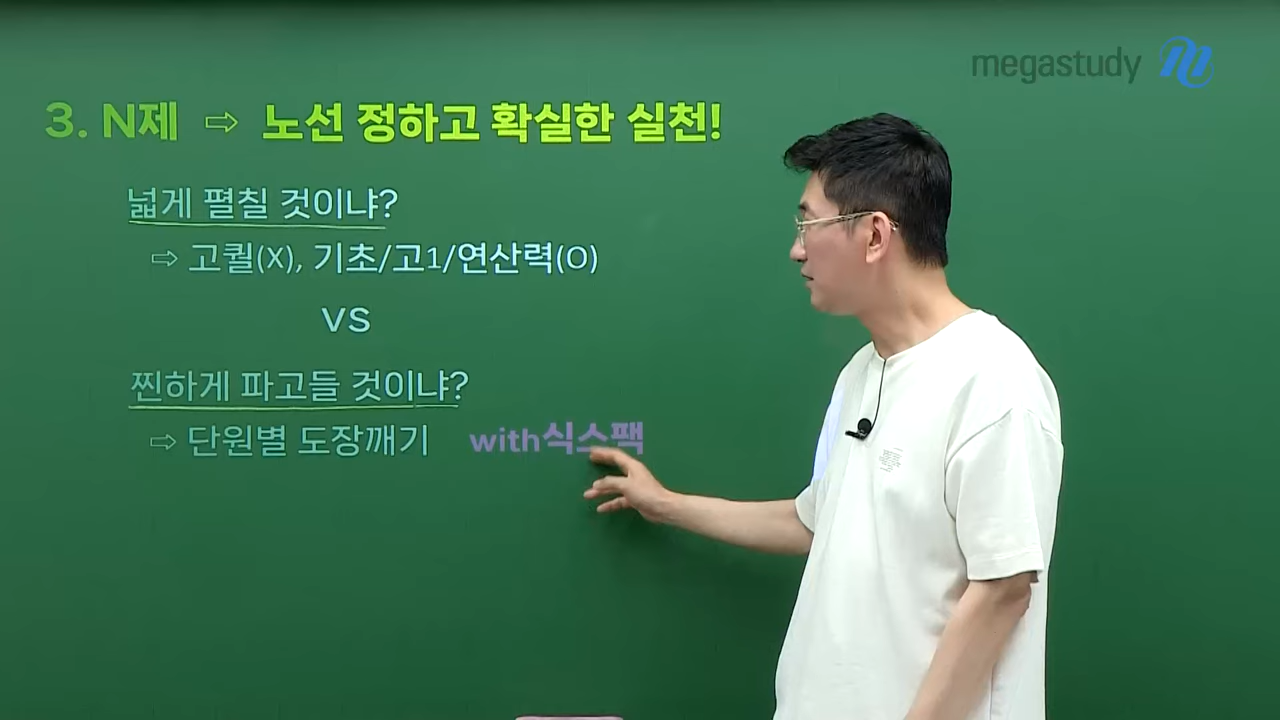 megastudy
3. N제 ⇨ 노선 정하고 확실한 실천!
넓게 펼칠 것이냐?
⇨ 고퀄(X), 기초/고1/연산력(O)
vs
찐하게 파고들 것이냐?
⇨ 단원별 도장깨기 with식스팩